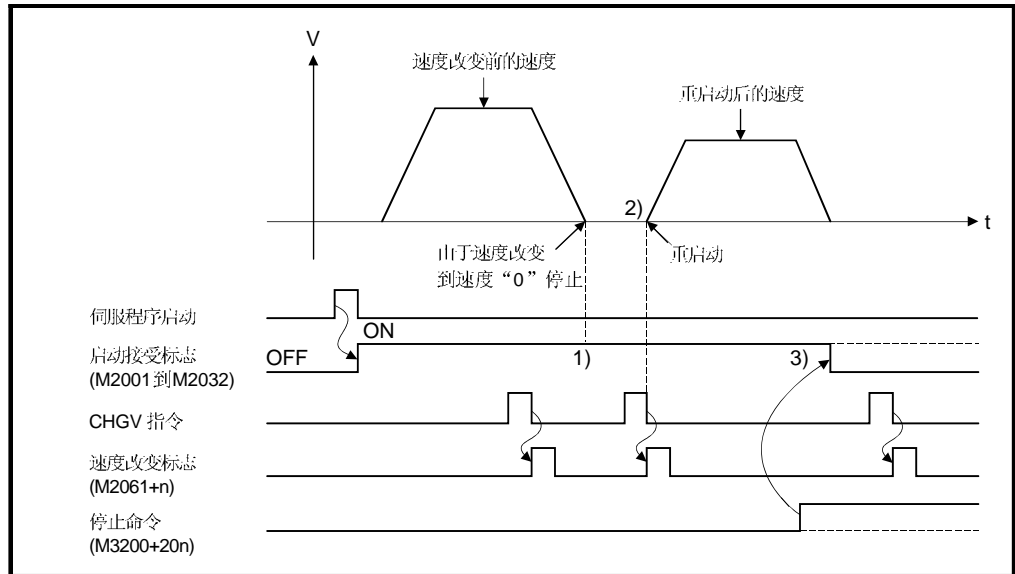 V
速度改变前的速度
重启动后的速度
2)
t
由于速度改变
到速度“0”停止
重启动
伺服程序启动
ON
启动接受标志
(M2001到M2032)
OFF
1)
3)
CHGV 指令
速度改变标志
(M2061+n)
停止命令
(M3200+20n)